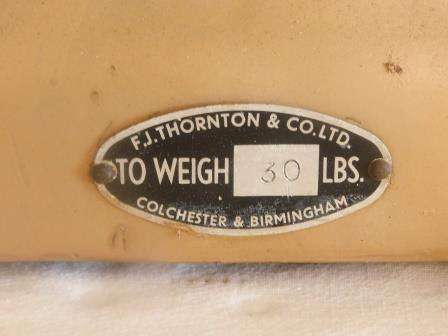 F.J. THORNTON & CO. LTD.
TO WEIGH 30 LBS.
COLCHESTER & BIRMINGHAM